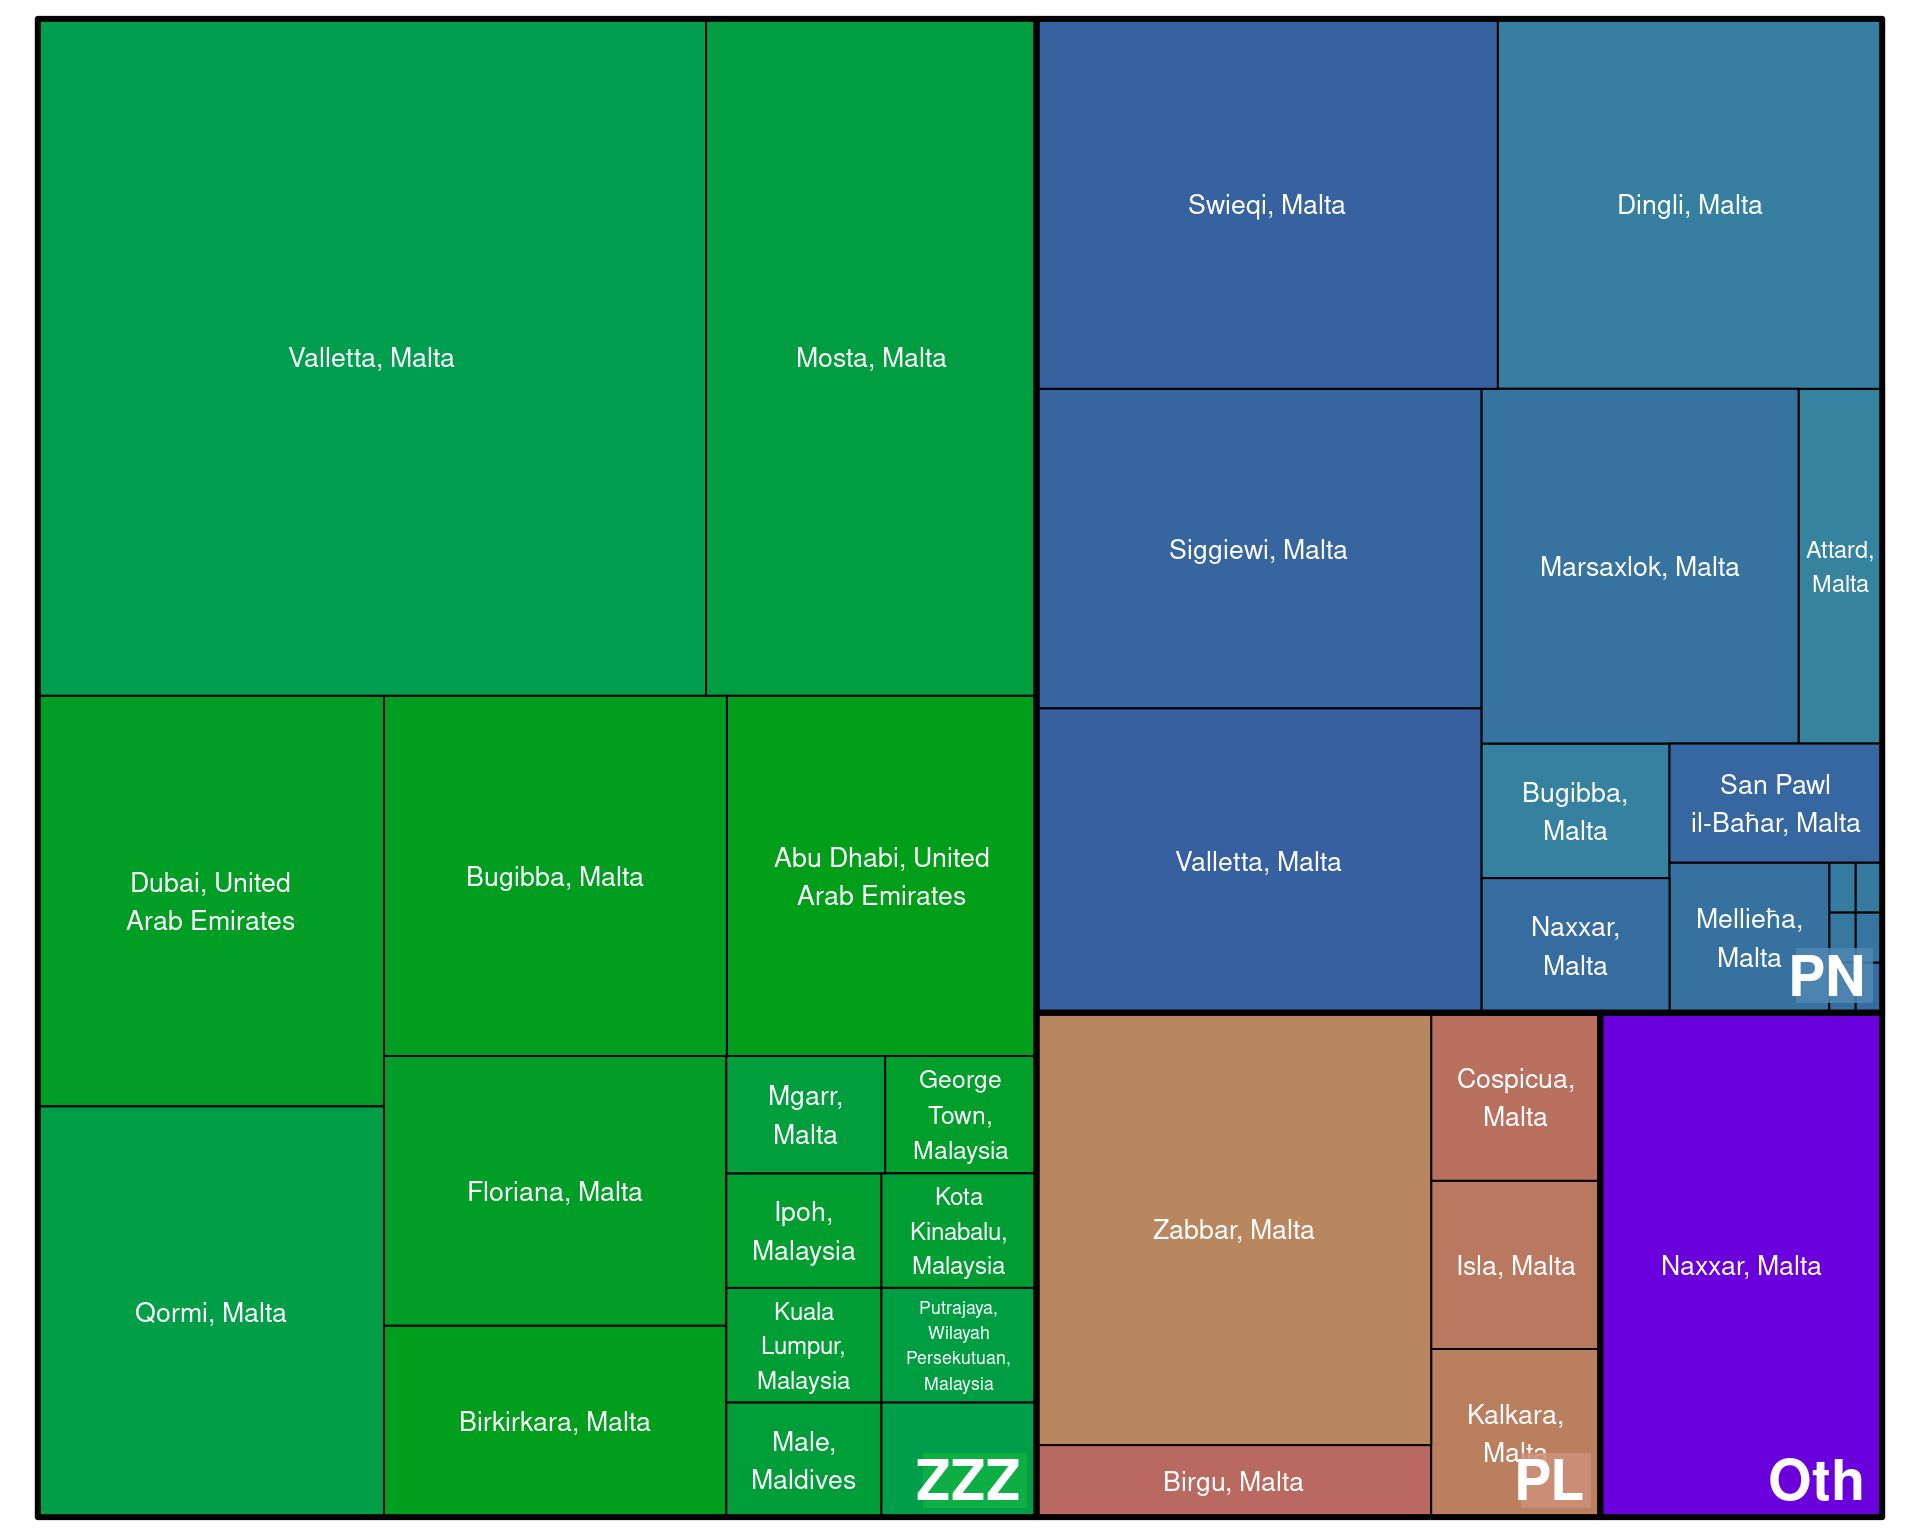 Valletta, Malta
Mosta, Malta
Dubai, United
Arab Emirates
Bugibba, Malta
Abu Dhabi, United
Arab Emirates
Qormi, Malta
Floriana, Malta
Birkirkara, Malta
Mgarr,
Malta
George
Town,
Malaysia
Ipoh,
Malaysia
Kota
Kinabalu,
Malaysia
Kuala
Lumpur,
Malaysia
Putrajaya,
Wilayah
Persekutuan,
Malaysia
Male,
Maldives
ZZZ
Swieqi, Malta
Dingli, Malta
Siggiewi, Malta
Marsaxlok, Malta
Attard,
Malta
Valletta, Malta
Bugibba,
Malta
San Pawl
il-Baħar, Malta
Naxxar,
Malta
Mellieħa,
Malta
PN
Zabbar, Malta
Cospicua,
Malta
Isla, Malta
Kalkara,
Malta
Birgu, Malta
PL
Naxxar, Malta
Oth